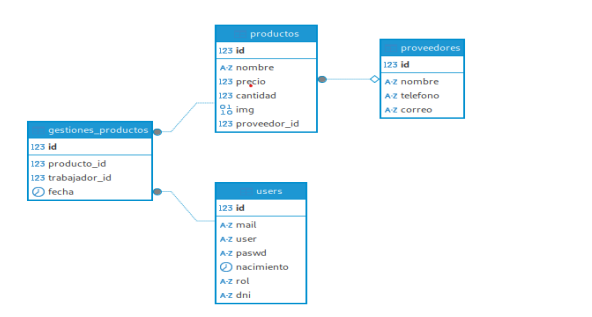 productos
123 id
A-Z nombre
123 precio
123 cantidad
01 10 img
123 proveedor_id
proveedores
123 id
A-Z nombre
A-Z telefono
A-Z correo
gestiones_productos
123 id
123 producto_id
123 trabajador_id
fecha
users
123 id
A-Z mail
A-Z user
A-Z paswd
nacimiento
A-Z rol
A-Z dni